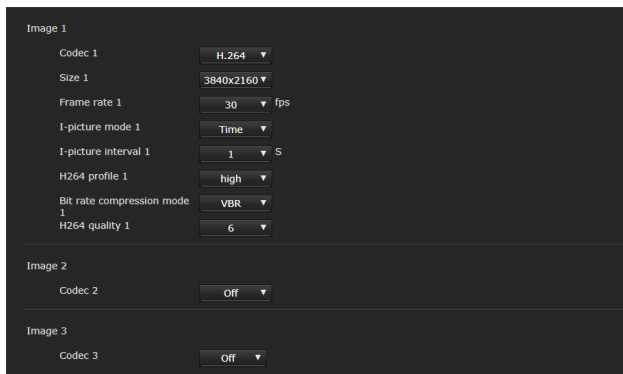 Image 1
Codec 1 H.264
Size 1 3840x2160
Frame rate 1 30 fps
I-picture mode 1 Time
I-picture interval 1 1 S
H264 profile 1 high
Bit rate compression mode VBR
1
H264 quality 1 6
Image 2
Codec 2 Off
Image 3
Codec 3 Off